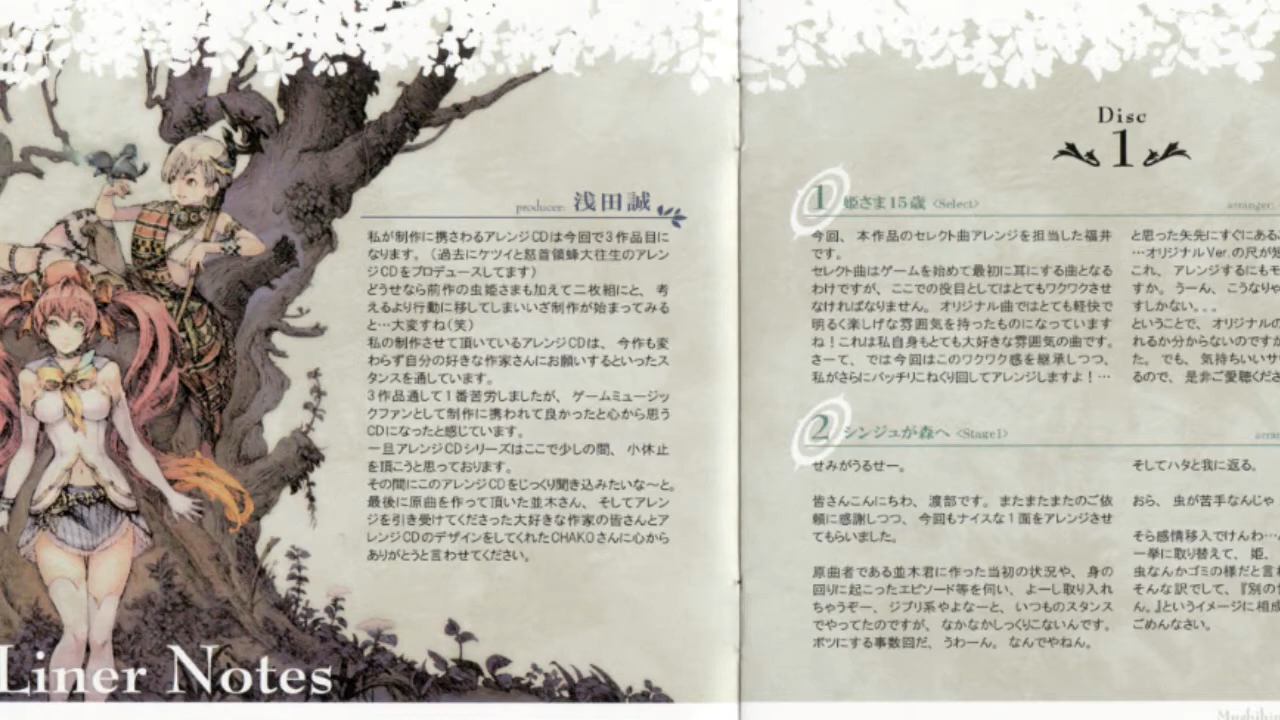 producer: 浅田誠
私が制作に携さわるアレンジCDは今回で3作品目に
なります。(過去にケツイと怒首領蜂大往生のアレン
ジCDをプロデュースしてます)
どうせなら前作の虫姫さまも加えて二枚組にと、考
えるより行動に移してしまいいざ制作が始まってみる
と…大変すね(笑)
私の制作させて頂いているアレンジCDは、今作も変
わらず自分の好きな作家さんにお願いするといったス
タンスを通しています。
3作品通して1番苦労しましたが、ゲームミュージッ
クファンとして制作に携われて良かったと心から思う
CDになったと感じています。
一旦アレンジCDシリーズはここで少しの間、小休止
を頂こうと思っております。
その間にこのアレンジCDをじっくり聞き込みたいな〜と。
最後に原曲を作って頂いた並木さん、そしてアレン
ジを引き受けてくださった大好きな作家の皆さんとア
レンジCDのデザインをしてくれたCHAKOさんに心から
ありがとうと言わせてください。
Liner Notes
Disc
1
1 姫さま15歳 〈Select〉
arranger:
今回、本作品のセレクト曲アレンジを担当した福井
です。
セレクト曲はゲームを始めて最初に耳にする曲となる
わけですが、ここでの役目としてはとてもワクワクさせ
なければなりません。オリジナル曲ではとても軽快で
明るく楽しげな雰囲気を持ったものになっています
ね!これは私自身もとても大好きな雰囲気の曲です。
さーて、では今回はこのワクワク感を継承しつつ、
私がさらにバッチリこねくり回してアレンジしますよ!…
と思った矢先にすぐにある
…オリジナルVer.の尺が短
これ、アレンジするにもそ
すか。うーん、こうなりゃ
すしかない。。。
ということで、オリジナルの
れるか分からないのですが
た。でも、気持ちいいサ
るので、是非ご愛聴くださ
2 シンジュが森へ 〈Stage1〉
arran
せみがうるせー。
皆さんこんにちわ、渡部です。またまたまたのご依
頼に感謝しつつ、今回もナイスな1面をアレンジさせ
てもらいました。
原曲者である並木君に作った当初の状況や、身の
回りに起こったエピソード等を伺い、よーし取り入れ
ちゃうぞー、ジブリ系やよなーと、いつものスタンス
でやってたのですが、なかなかしっくりこないんです。
ボツにする事数回だ、うわーん。なんでやねん。
そしてハタと我に返る。
おら、虫が苦手なんじゃ
そら感情移入でけんわ…
一挙に取り替えて、姫、
虫なんかゴミの様だと言わ
そんな訳でして、『別の
ん。』というイメージに相成
ごめんなさい。